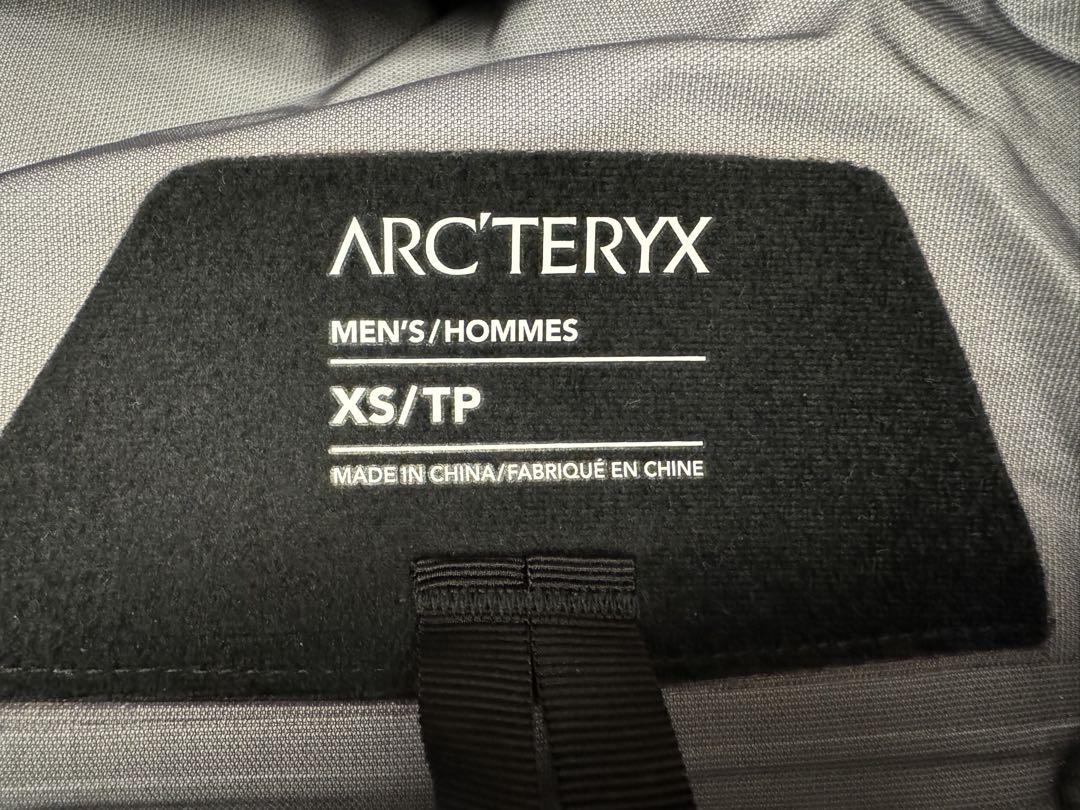 ARC'TERYX
MEN'S/HOMMES
XS/TP
MADE IN CHINA/FABRIQUÉ EN CHINE